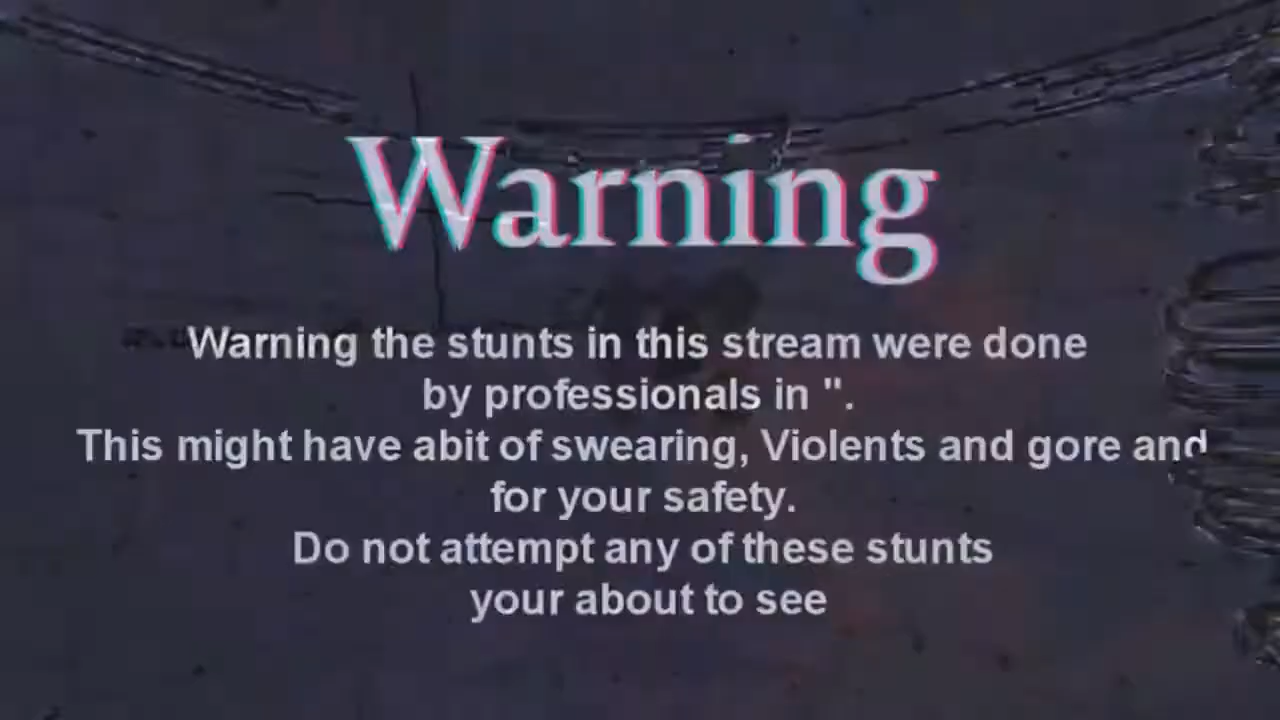 Warning
Warning the stunts in this stream were done
by professionals in ".
This might have abit of swearing, Violents and gore and
for your safety.
Do not attempt any of these stunts
your about to see